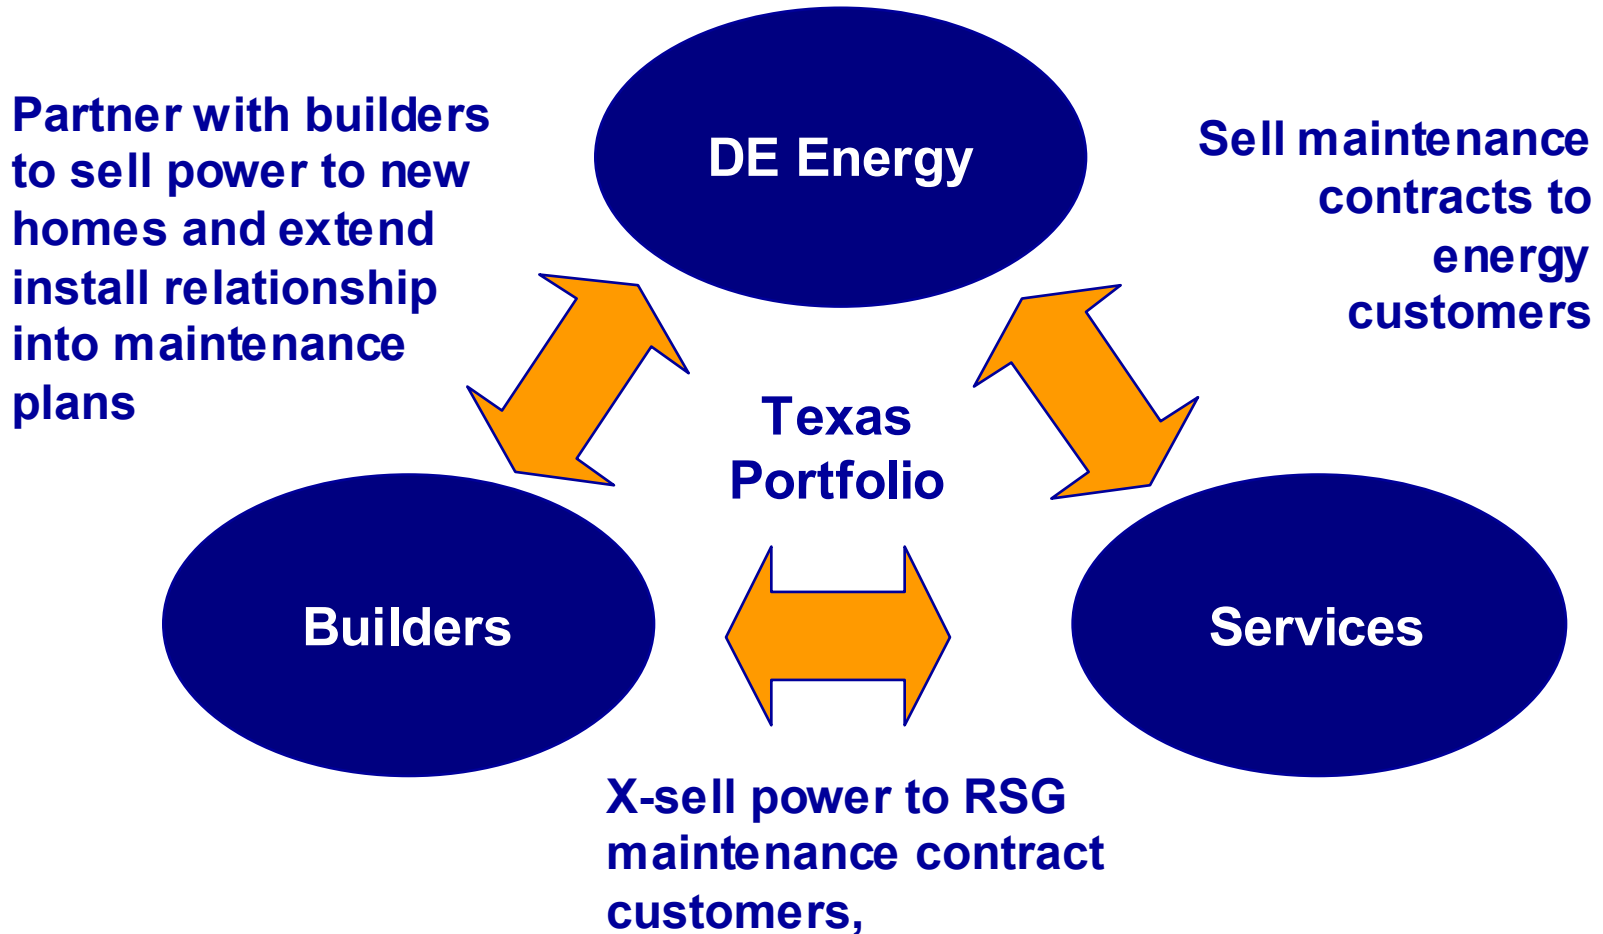 DE Energy
Partner with builders
to sell power to new
homes and extend
install relationship
into maintenance
plans
Sell maintenance
contracts to
energy
customers
Texas
Portfolio
Builders
Services
X-sell power to RSG
maintenance contract
customers,